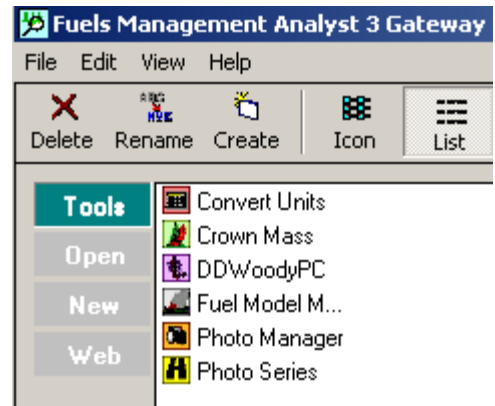 Fuels Management Analyst 3 Gateway
File Edit View Help
Delete Rename Create Icon List
Tools
Open
New
Web
Convert Units
Crown Mass
DDWoodyPC
Fuel Model M...
Photo Manager
Photo Series